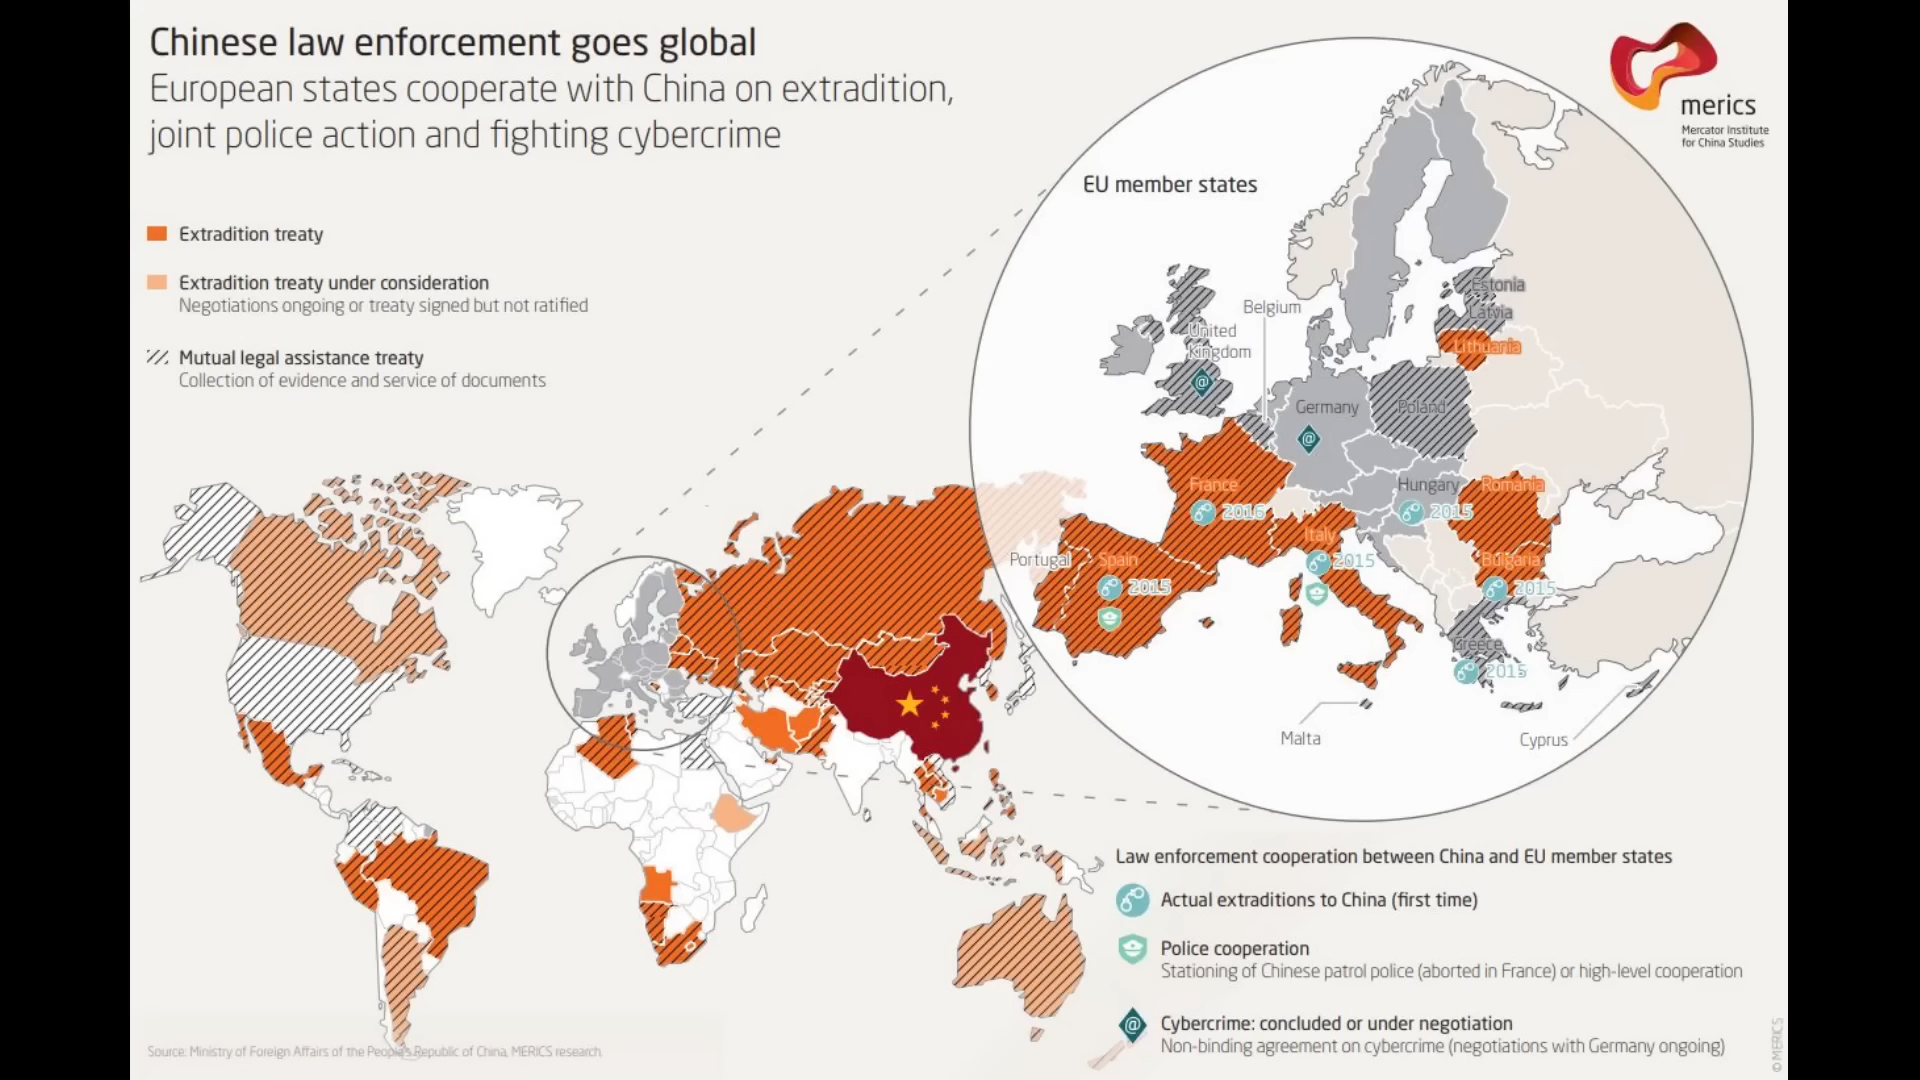 Chinese law enforcement goes global
European states cooperate with China on extradition,
joint police action and fighting cybercrime
merics
Mercator Institute
for China Studies
Extradition treaty
Extradition treaty under consideration
Negotiations ongoing or treaty signed but not ratified
Mutual legal assistance treaty
Collection of evidence and service of documents
EU member states
Estonia
Latvia
Lithuania
Belgium
United
Kingdom
@
Germany
@
Poland
France
2016
Hungary
2015
Romania
Italy
2015
Portugal
Spain
2015
Bulgaria
2015
Greece
2015
Malta
Cyprus
Law enforcement cooperation between China and EU member states
Actual extraditions to China (first time)
Police cooperation
Stationing of Chinese patrol police (aborted in France) or high-level cooperation
@
Cybercrime: concluded or under negotiation
Non-binding agreement on cybercrime (negotiations with Germany ongoing)
Source: Ministry of Foreign Affairs of the People's Republic of China, MERICS research.
© MERICS